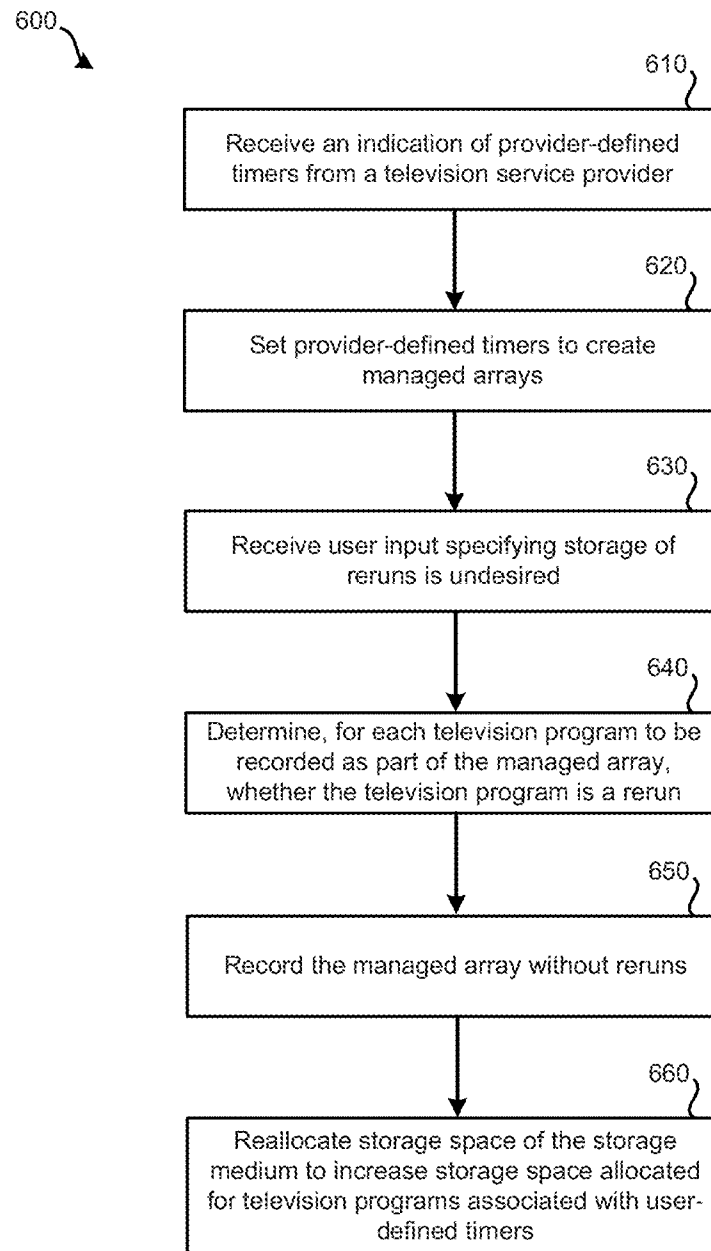 600
610
Receive an indication of provider-defined
timers from a television service provider
620
Set provider-defined timers to create
managed arrays
630
Receive user input specifying storage of
reruns is undesired
640
Determine, for each television program to be
recorded as part of the managed array,
whether the television program is a rerun
650
Record the managed array without reruns
660
Reallocate storage space of the storage
medium to increase storage space allocated
for television programs associated with user-
defined timers